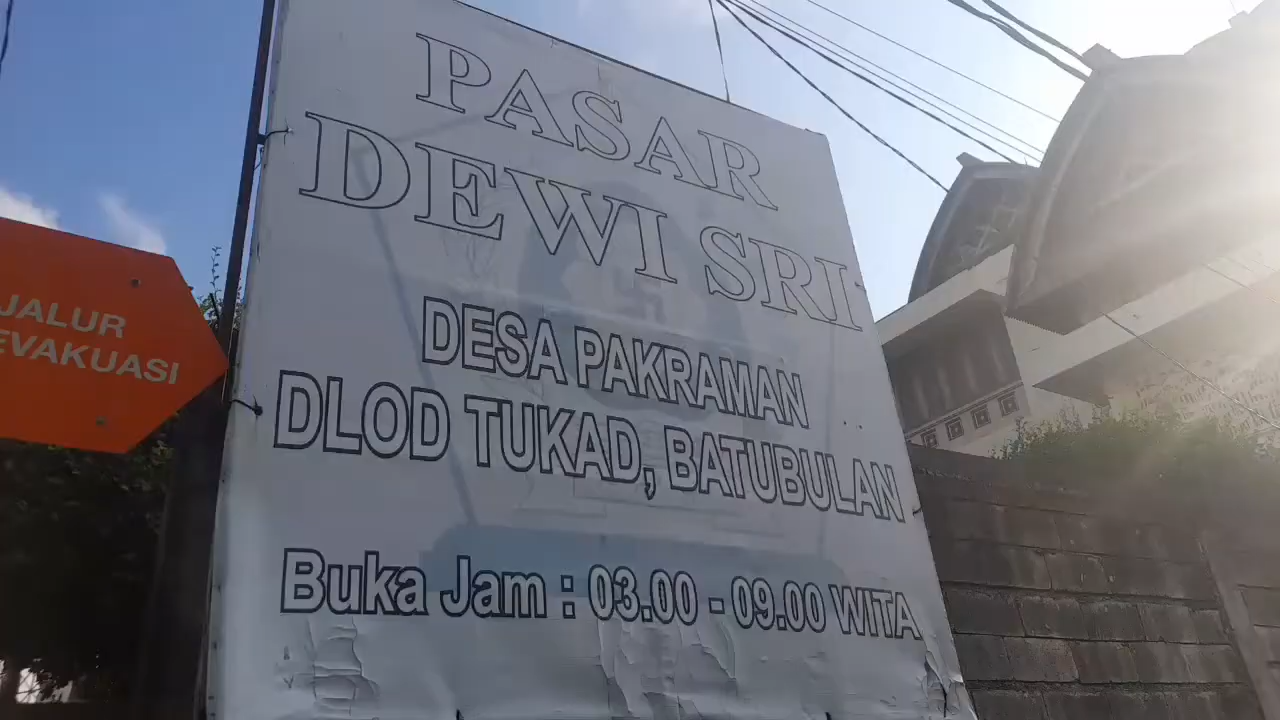 PASAR
DEWI SRI
DESA PAKRAMAN
DLOD TUKAD, BATUBULAN
Buka Jam : 03.00 - 09.00 WITA
JALUR
EVAKUASI